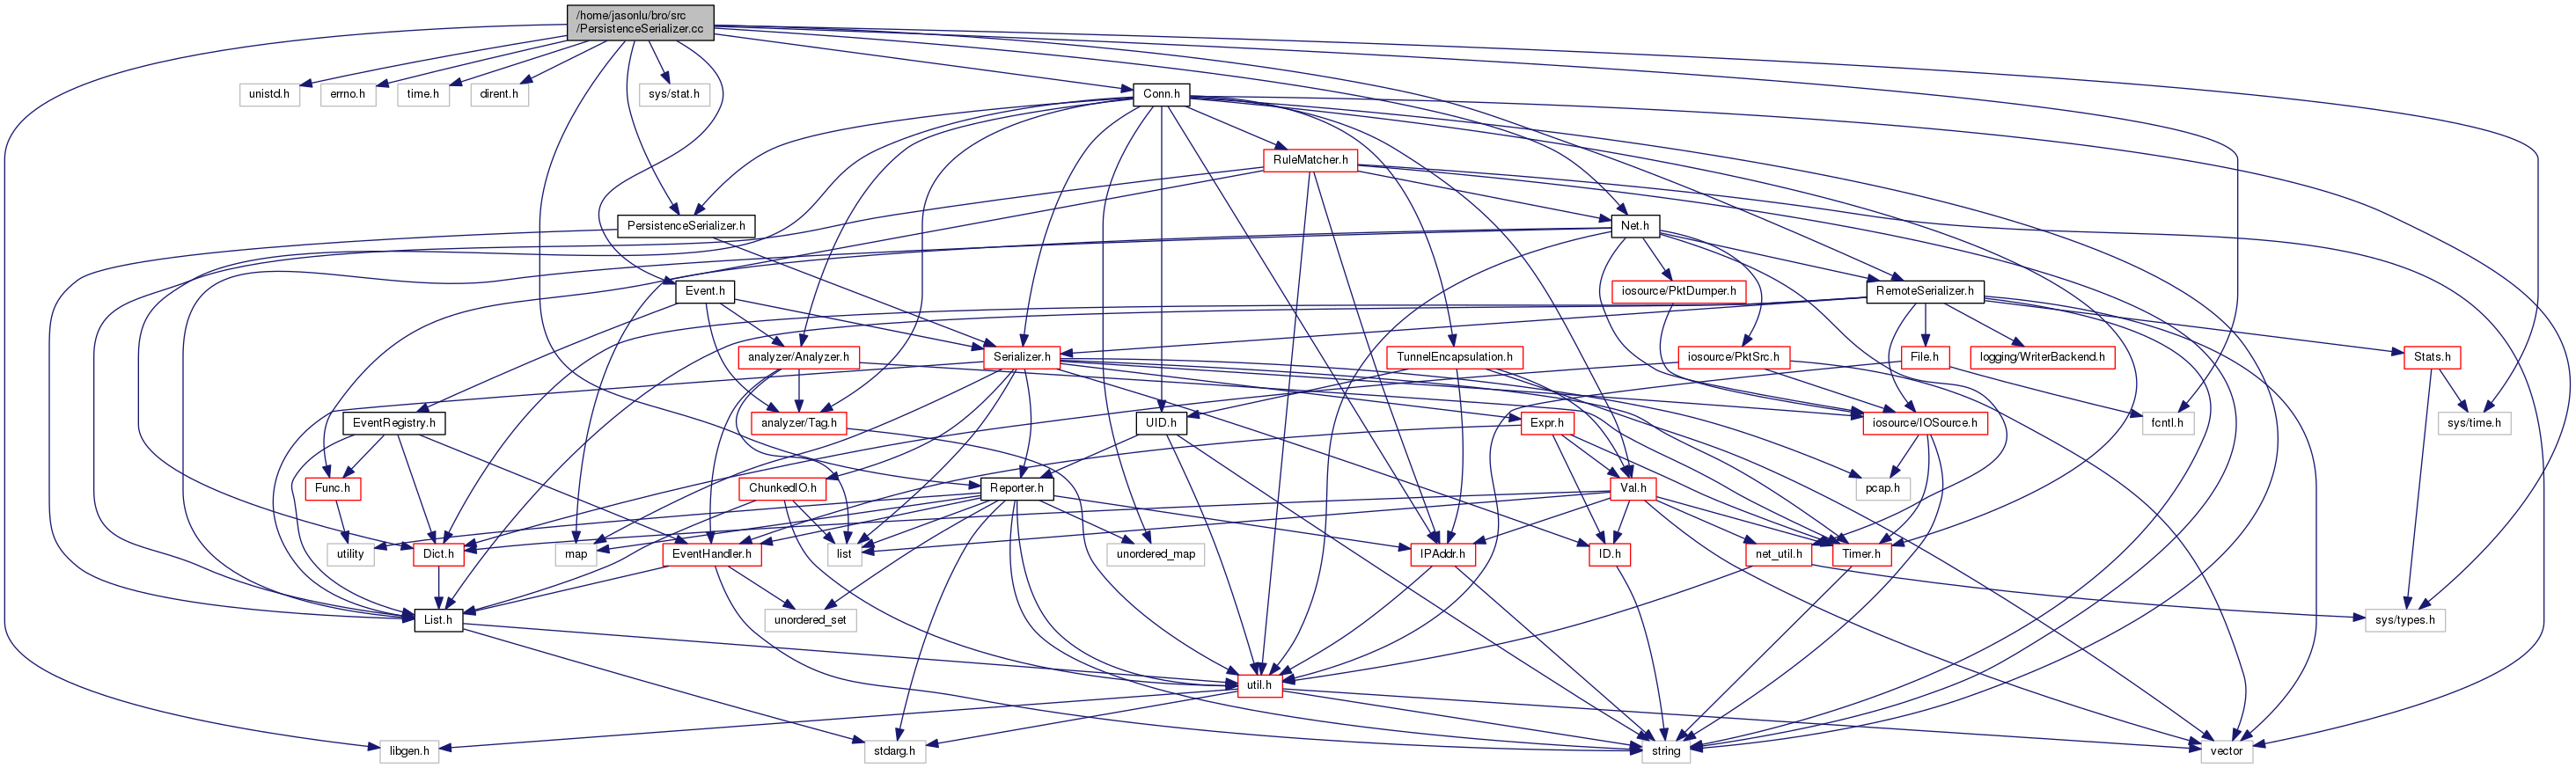 /home/jasonlu/bro/src
/PersistenceSerializer.cc
unistd.h
errno.h
time.h
dirent.h
sys/stat.h
Conn.h
RuleMatcher.h
PersistenceSerializer.h
Net.h
Event.h
iosource/PktDumper.h
RemoteSerializer.h
analyzer/Analyzer.h
Serializer.h
TunnelEncapsulation.h
iosource/PktSrc.h
File.h
logging/WriterBackend.h
Stats.h
EventRegistry.h
analyzer/Tag.h
UID.h
Expr.h
iosource/IOSource.h
fcntl.h
sys/time.h
Func.h
ChunkedIO.h
Reporter.h
Val.h
pcap.h
utility
Dict.h
map
EventHandler.h
list
unordered_map
IPAddr.h
ID.h
net_util.h
Timer.h
List.h
unordered_set
sys/types.h
util.h
libgen.h
stdarg.h
string
vector